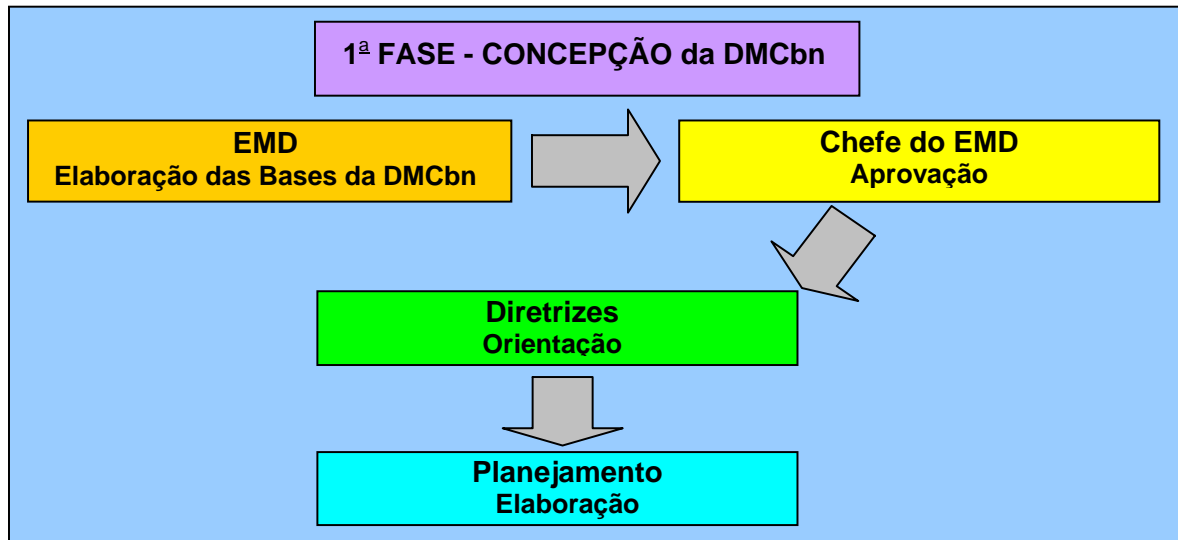 1ª FASE - CONCEPÇÃO da DMCbn
EMD
Elaboração das Bases da DMCbn
Chefe do EMD
Aprovação
Diretrizes
Orientação
Planejamento
Elaboração